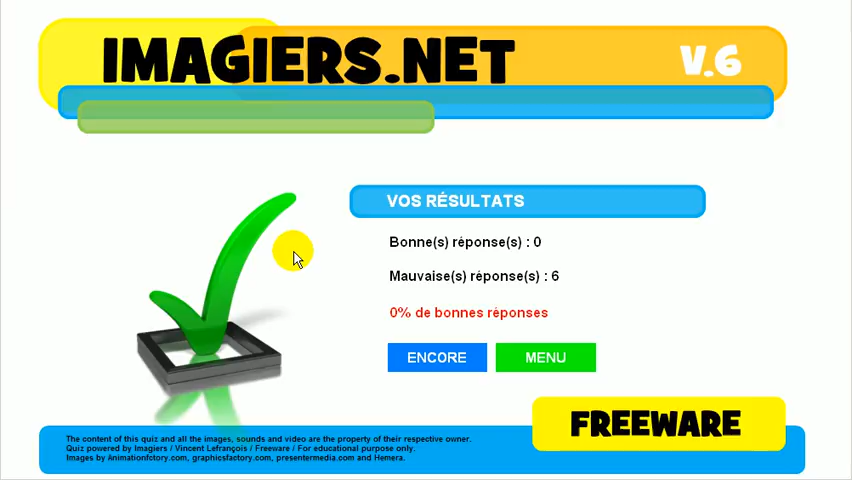 IMAGIERS.NET
V.6
VOS RÉSULTATS
Bonne(s) réponse(s) : 0
Mauvaise(s) réponse(s) : 6
0% de bonnes réponses
ENCORE
MENU
FREEWARE
The content of this quiz and all the images, sounds and video are the property of their respective owner.
Quiz powered by Imagiers / Vincent Lefrançois / Freeware / For educational purpose only.
Images by Animationfctory.com, graphicsfactory.com, presentermedia.com and Hemera.